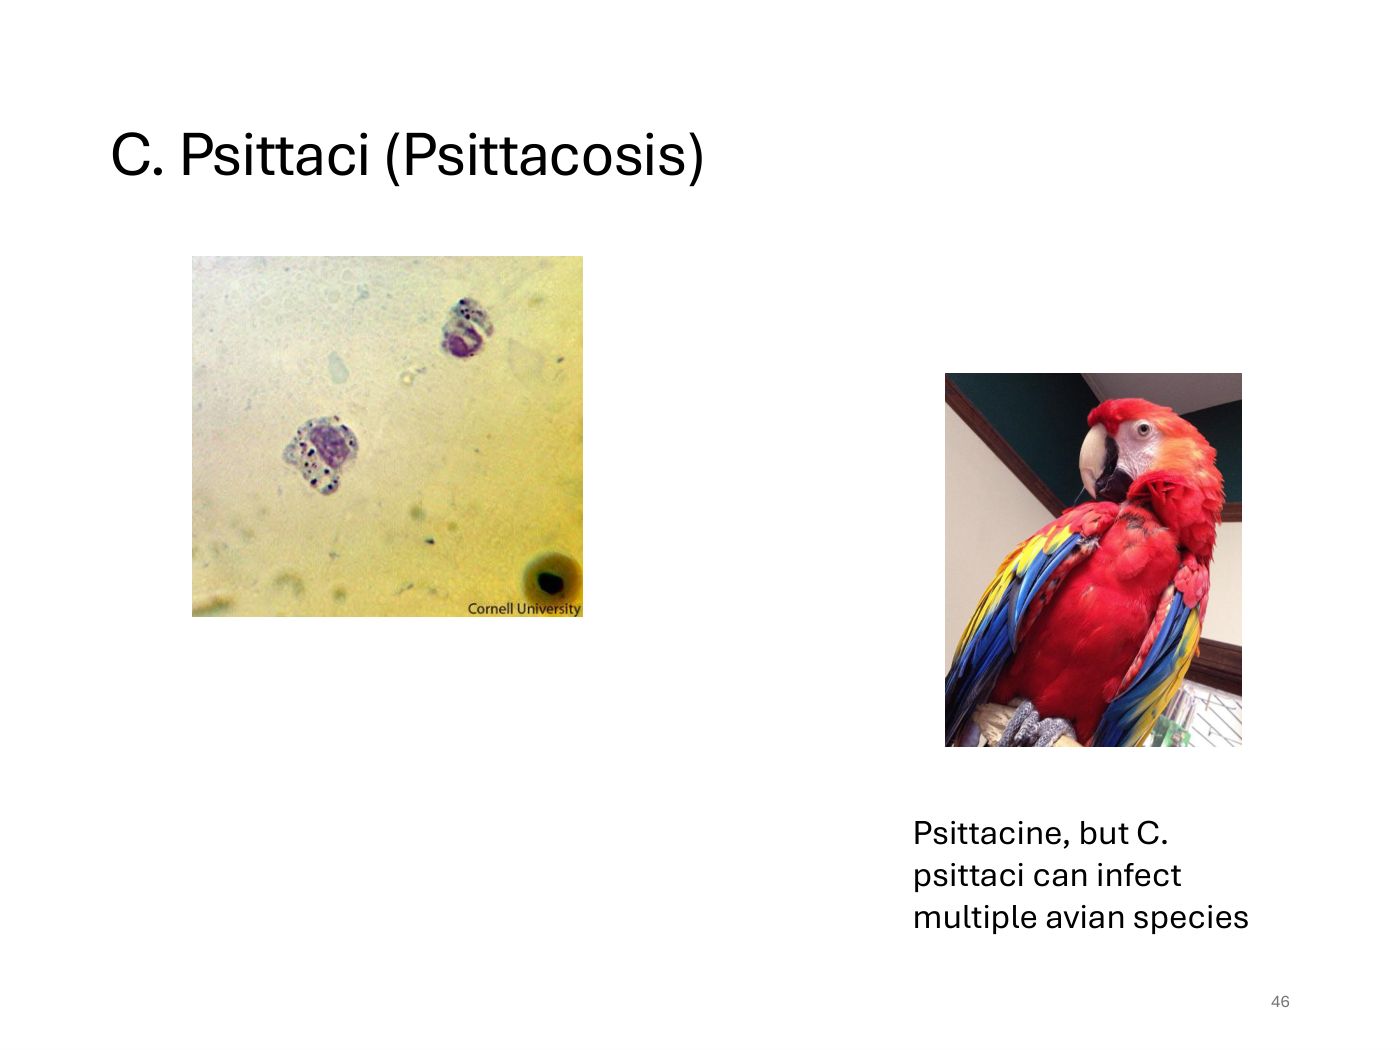 C. Psittaci (Psittacosis)
Cornell University
Psittacine, but C.
psittaci can infect
multiple avian species
46